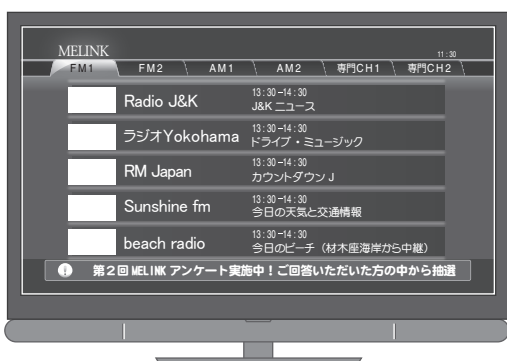 MELINK
11:30
FM1 FM2 AM1 AM2 専門CH1 専門CH2
Radio J&K
13:30-14:30
J&K ニュース
ラジオYokohama
13:30-14:30
ドライブ・ミュージック
RM Japan
13:30-14:30
カウントダウン J
Sunshine fm
13:30-14:30
今日の天気と交通情報
beach radio
13:30-14:30
今日のビーチ（材木座海岸から中継）
! 第2回 MELINK アンケート実施中！ご回答いただいた方の中から抽選